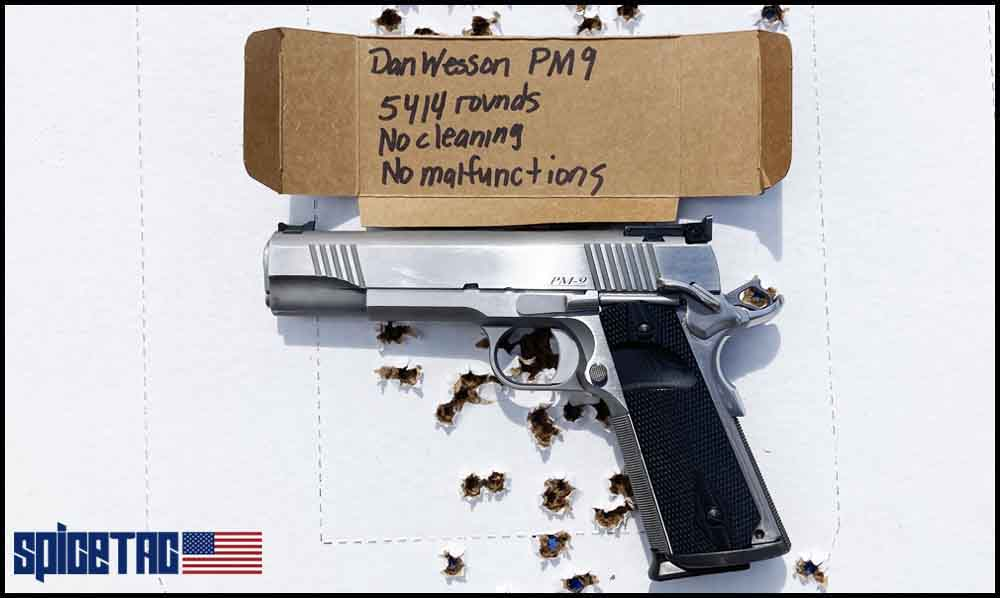 Dan Wesson PM9
5414 rounds
No cleaning
No malfunctions
PM-9
SPICETAC